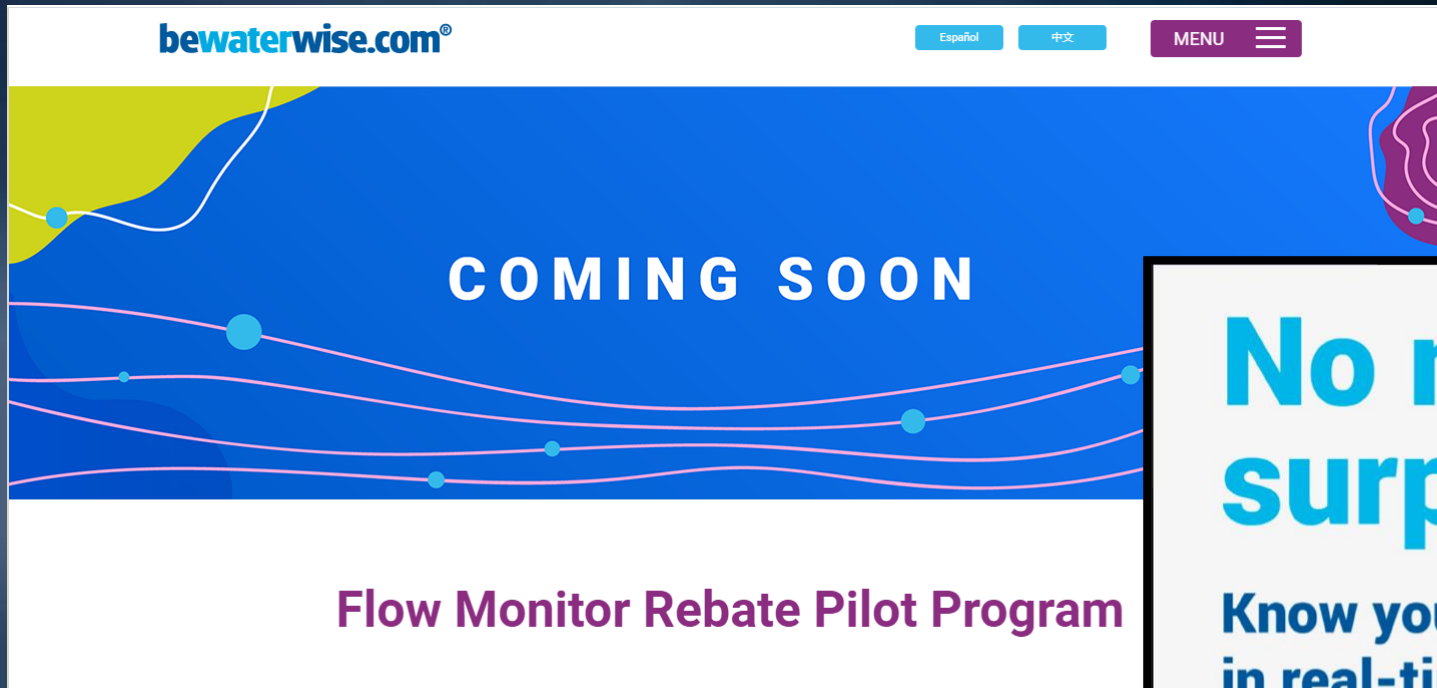 bewaterwise.com®
Español
中文
MENU
COMING SOON
Flow Monitor Rebate Pilot Program
No
surp
Know you
in real-ti